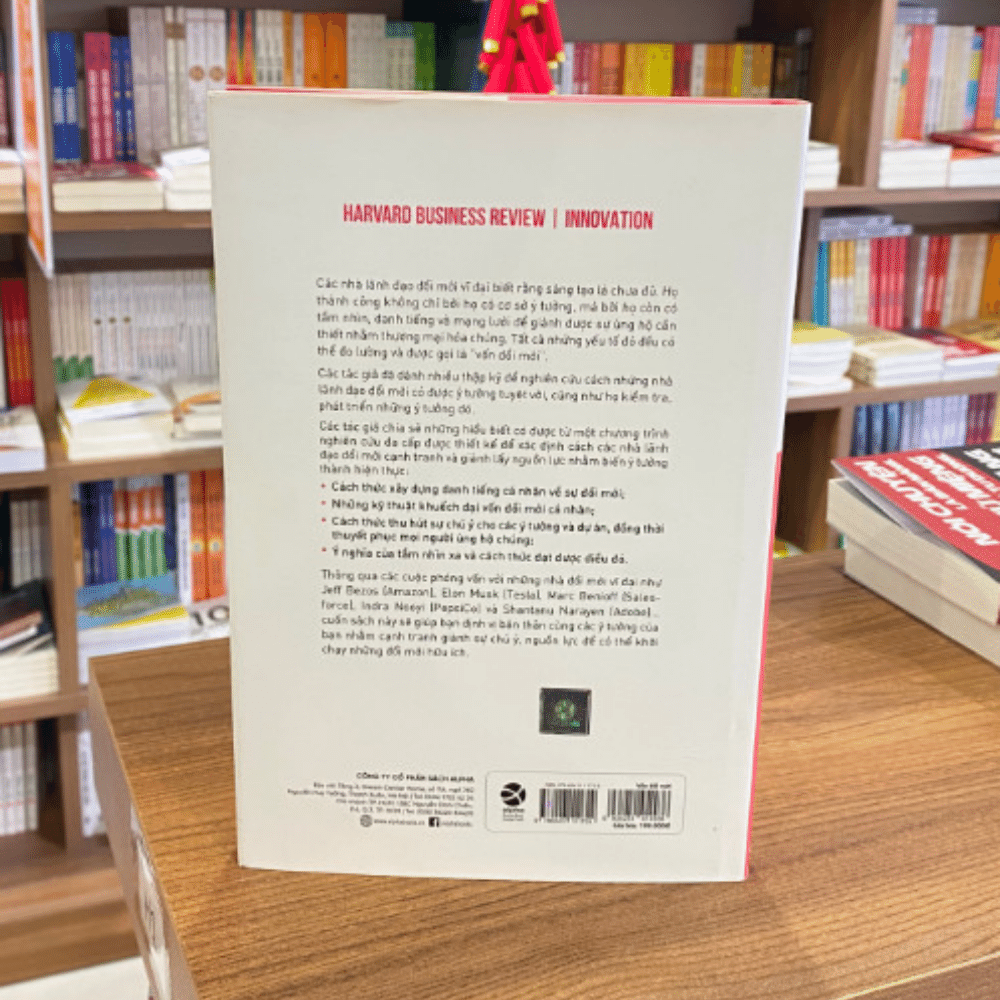 HARVARD BUSINESS REVIEW | INNOVATION
Các nhà lãnh đạo đổi mới vĩ đại biết rằng sáng tạo là chưa đủ. Họ
thành công không chỉ bởi họ có cơ sở ý tưởng, mà bởi họ còn có
tầm nhìn, danh tiếng và mạng lưới để giành được sự ủng hộ cần
thiết nhằm thương mại hóa chúng. Tất cả những yếu tố đó đều có
thể đo lường và được gọi là "vốn đổi mới".
Các tác giả đã dành nhiều thập kỷ để nghiên cứu cách những nhà
lãnh đạo đổi mới có được ý tưởng tuyệt vời, cũng như họ kiểm tra,
phát triển những ý tưởng đó.
Các tác giả chia sẻ những hiểu biết có được từ một chương trình
nghiên cứu đa cấp được thiết kế để xác định cách các nhà lãnh
đạo đổi mới cạnh tranh và giành lấy nguồn lực nhằm biến ý tưởng
thành hiện thực:
• Cách thức xây dựng danh tiếng cá nhân về sự đổi mới;
• Những kỹ thuật khuếch đại vốn đổi mới cá nhân;
• Cách thức thu hút sự chú ý cho các ý tưởng và dự án, đồng thời
thuyết phục mọi người ủng hộ chúng;
• Ý nghĩa của tầm nhìn xa và cách thức đạt được điều đó.
Thông qua các cuộc phỏng vấn với những nhà đổi mới vĩ đại như
Jeff Bezos (Amazon), Elon Musk (Tesla), Marc Benioff (Sales-
force), Indra Nooyi (PepsiCo) và Shantanu Narayen (Adobe)...
cuốn sách này sẽ giúp bạn định vị bản thân cùng các ý tưởng của
bạn nhằm cạnh tranh giành sự chú ý, nguồn lực để có thể khởi
chạy những đổi mới hữu ích.
CÔNG TY CỔ PHẦN SÁCH ALPHA
alpha
Vốn đổi mới
NÓI CHUYỆN